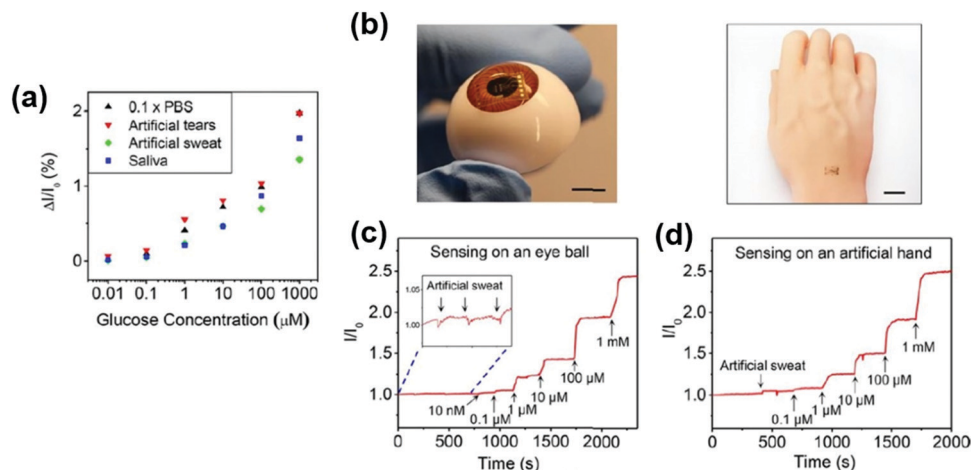 (a)
2
1
0
ΔI/I₀ (%)
0.1 x PBS
Artificial tears
Artificial sweat
Saliva
0.01 0.1 1 10 100 1000
Glucose Concentration (μM)
(b)
(c)
Sensing on an eye ball
2.5
2.0
1.5
1.0
I/I₀
1.05
1.00
Artificial sweat
10 nM
0.1 μM
1 μM
10 μM
100 μM
1 mM
0 500 1000 1500 2000
Time (s)
(d)
Sensing on an artificial hand
2.5
2.0
1.5
1.0
I/I₀
Artificial sweat
0.1 μM
1 μM
10 μM
100 μM
1 mM
0 500 1000 1500 2000
Time (s)